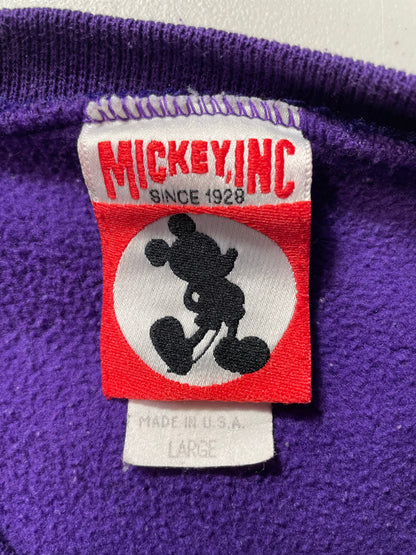 MICKEY, INC
SINCE 1928
MADE IN U.S.A.
LARGE